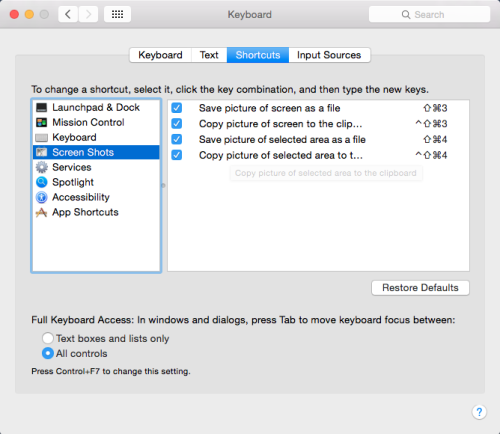 Keyboard
Search
Keyboard Text Shortcuts Input Sources
To change a shortcut, select it, click the key combination, and then type the new keys.
Launchpad & Dock
Mission Control
Keyboard
Screen Shots
Services
Spotlight
Accessibility
App Shortcuts
Save picture of screen as a file ⇧⌘3
Copy picture of screen to the clip... ^⇧⌘3
Save picture of selected area as a file ⇧⌘4
Copy picture of selected area to t... ^⇧⌘4
Copy picture of selected area to the clipboard
Restore Defaults
Full Keyboard Access: In windows and dialogs, press Tab to move keyboard focus between:
Text boxes and lists only
All controls
Press Control+F7 to change this setting.
?